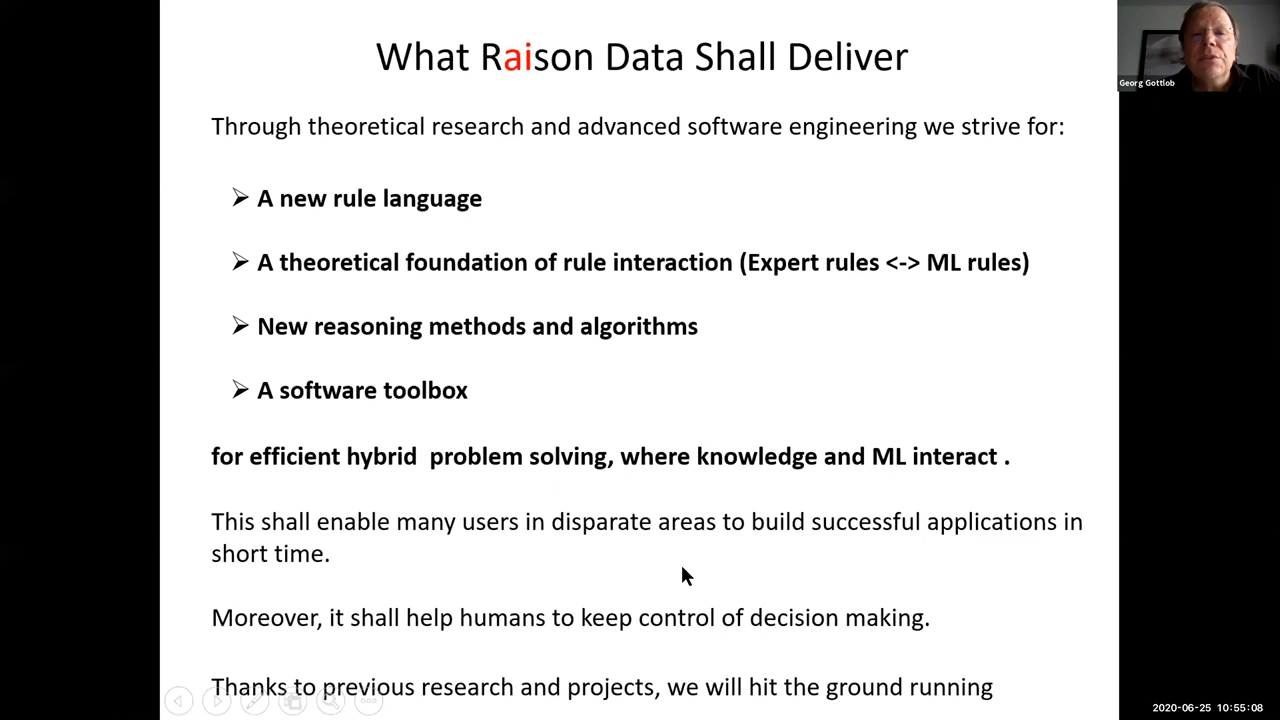 What Raison Data Shall Deliver
Georg Gottlob
Through theoretical research and advanced software engineering we strive for:
➢ A new rule language
➢ A theoretical foundation of rule interaction (Expert rules <-> ML rules)
➢ New reasoning methods and algorithms
➢ A software toolbox
for efficient hybrid  problem solving, where knowledge and ML interact .
This shall enable many users in disparate areas to build successful applications in
short time.
Moreover, it shall help humans to keep control of decision making.
Thanks to previous research and projects, we will hit the ground running
2020-06-25 10:55:08